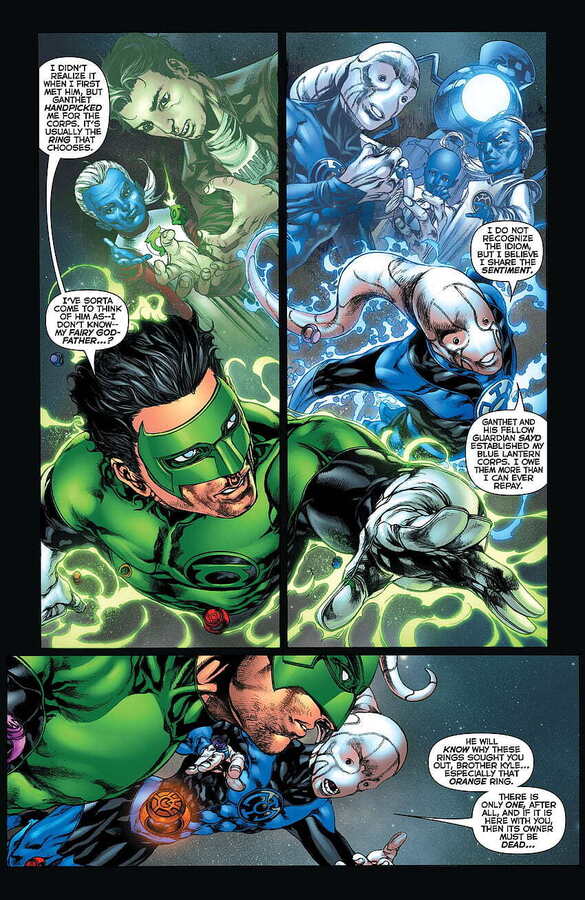 I DIDN'T
REALIZE IT
WHEN I FIRST
MET HIM, BUT
GANTHET
HANDPICKED
ME FOR THE
CORPS. IT'S
USUALLY THE
RING THAT
CHOOSES.
I'VE SORTA
COME TO THINK
OF HIM AS--I
DON'T KNOW--
MY FAIRY GOD-
FATHER...?
I DO NOT
RECOGNIZE
THE IDIOM,
BUT I BELIEVE
I SHARE THE
SENTIMENT.
GANTHET AND
HIS FELLOW
GUARDIAN SAYD
ESTABLISHED MY
BLUE LANTERN
CORPS. I OWE
THEM MORE THAN
I CAN EVER
REPAY.
HE WILL
KNOW WHY THESE
RINGS SOUGHT YOU
OUT, BROTHER KYLE...
ESPECIALLY THAT
ORANGE RING.
THERE IS
ONLY ONE, AFTER
ALL, AND IF IT IS
HERE WITH YOU,
THEN ITS OWNER
MUST BE
DEAD...